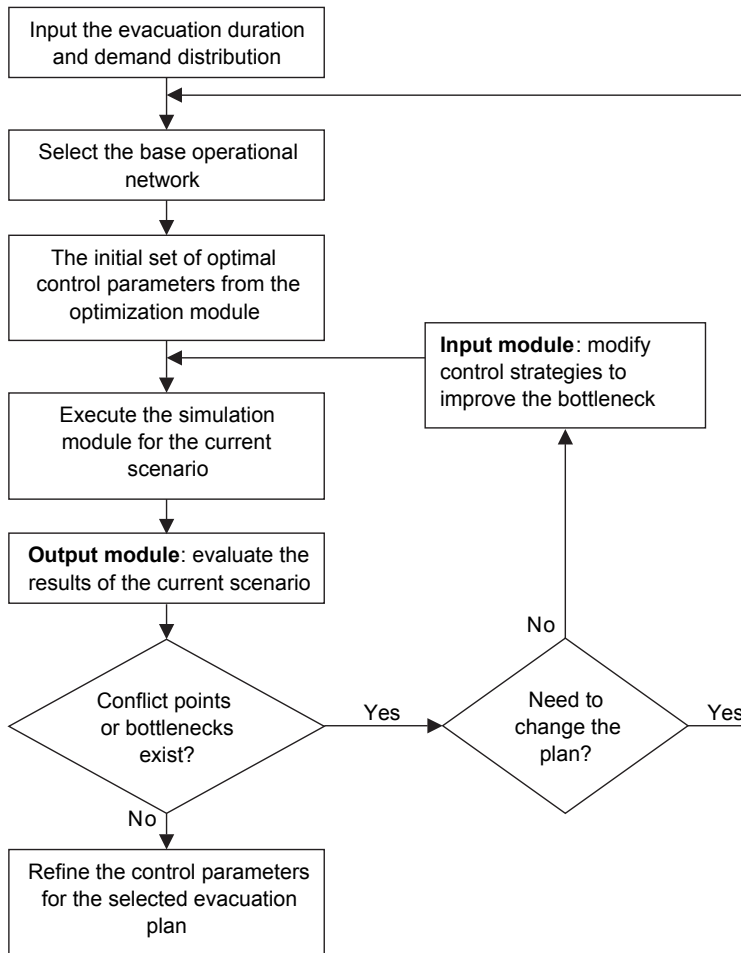 Input the evacuation duration
and demand distribution
Select the base operational
network
The initial set of optimal
control parameters from the
optimization module
Input module: modify
control strategies to
improve the bottleneck
Execute the simulation
module for the current
scenario
Output module: evaluate the
results of the current scenario
No
Conflict points
or bottlenecks
exist?
Yes
Need to
change the
plan?
Yes
No
Refine the control parameters
for the selected evacuation
plan